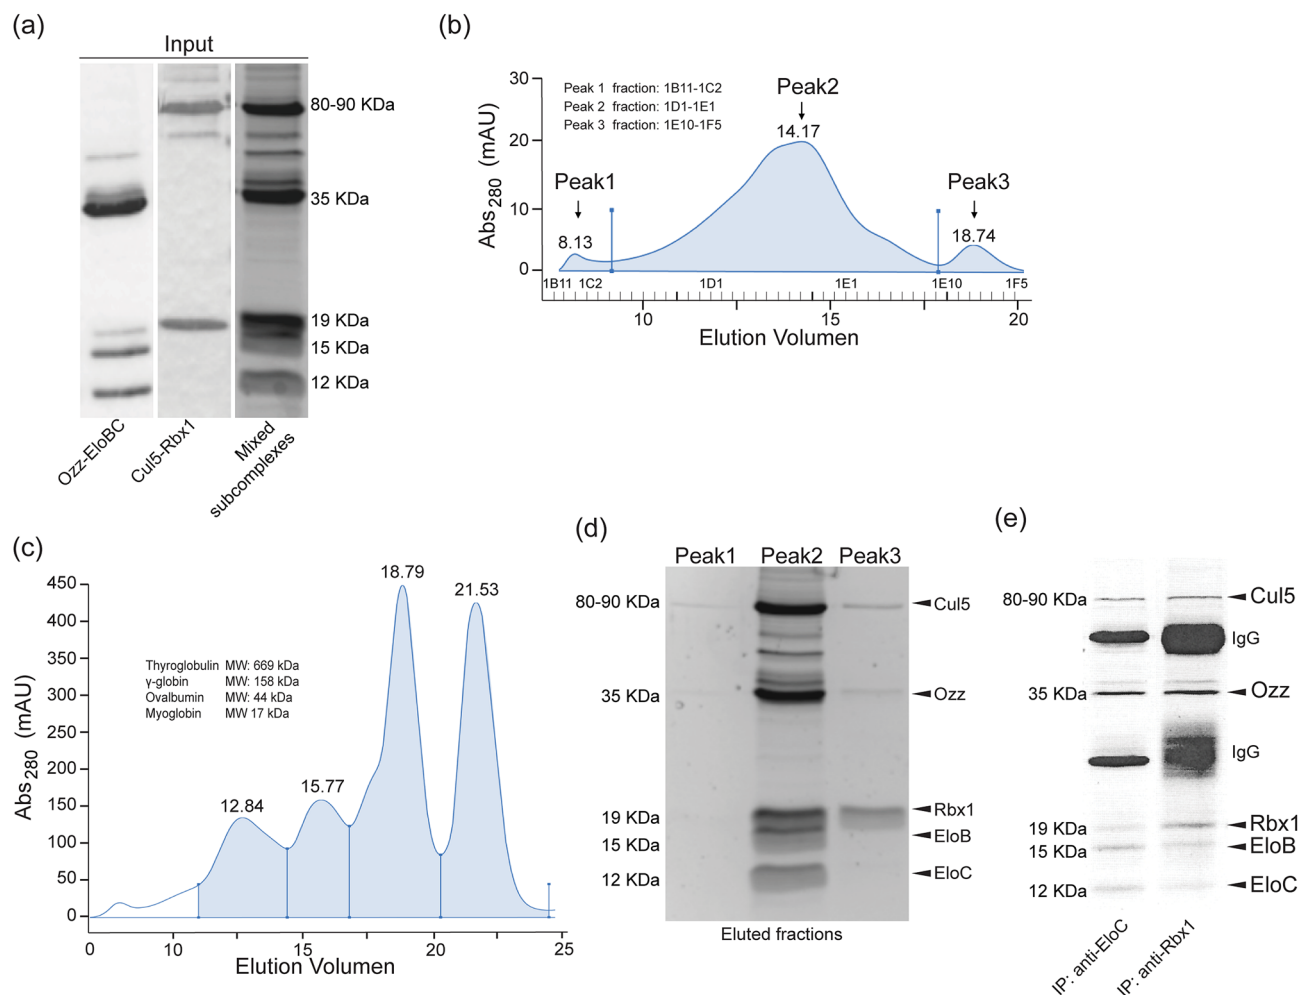 (a)
Input
80-90 KDa
35 KDa
19 KDa
15 KDa
12 KDa
Ozz-EloBC
Cul5-Rbx1
Mixed
subcomplexes
(b)
Abs280 (mAU)
30
20
10
0
Peak 1 fraction: 1B11-1C2
Peak 2 fraction: 1D1-1E1
Peak 3 fraction: 1E10-1F5
Peak1
8.13
Peak2
14.17
Peak3
18.74
1B11 1C2 1D1 1E1 1E10 1F5
10 15 20
Elution Volumen
(c)
Abs280 (mAU)
450
400
350
300
250
200
150
100
50
0
Thyroglobulin MW: 669 kDa
γ-globin MW: 158 kDa
Ovalbumin MW: 44 kDa
Myoglobin MW 17 kDa
12.84
15.77
18.79
21.53
0 10 15 20 25
Elution Volumen
(d)
Peak1 Peak2 Peak3
80-90 KDa Cul5
35 KDa Ozz
19 KDa Rbx1
15 KDa EloB
12 KDa EloC
Eluted fractions
(e)
80-90 KDa Cul5
IgG
35 KDa Ozz
IgG
19 KDa Rbx1
15 KDa EloB
12 KDa EloC
IP: anti-EloC
IP: anti-Rbx1